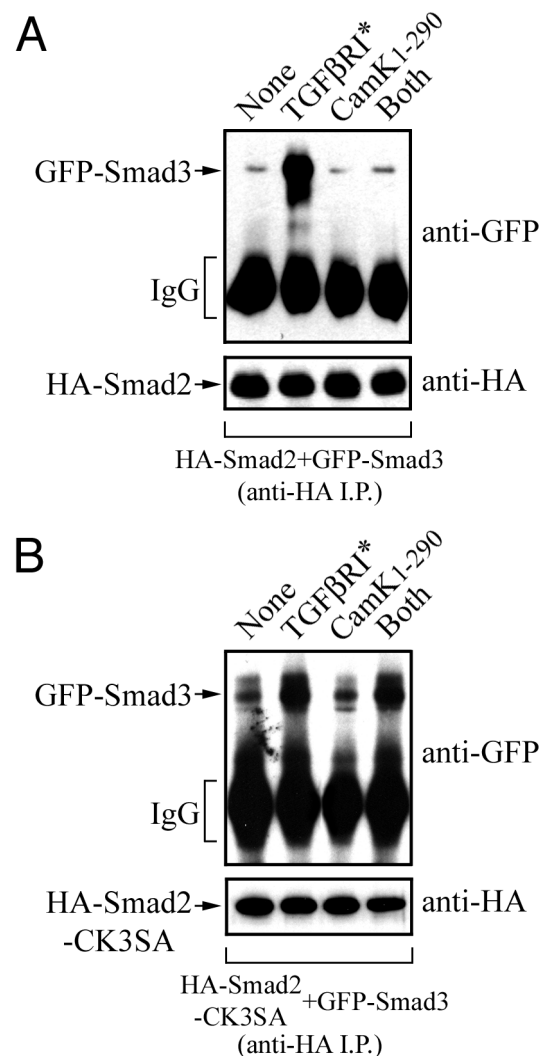 A
None
TGFβRI*
CamK1-290
Both
GFP-Smad3
anti-GFP
IgG
HA-Smad2
anti-HA
HA-Smad2+GFP-Smad3
(anti-HA I.P.)
B
None
TGFβRI*
CamK1-290
Both
GFP-Smad3
anti-GFP
IgG
HA-Smad2
-CK3SA
anti-HA
HA-Smad2
-CK3SA
+GFP-Smad3
(anti-HA I.P.)